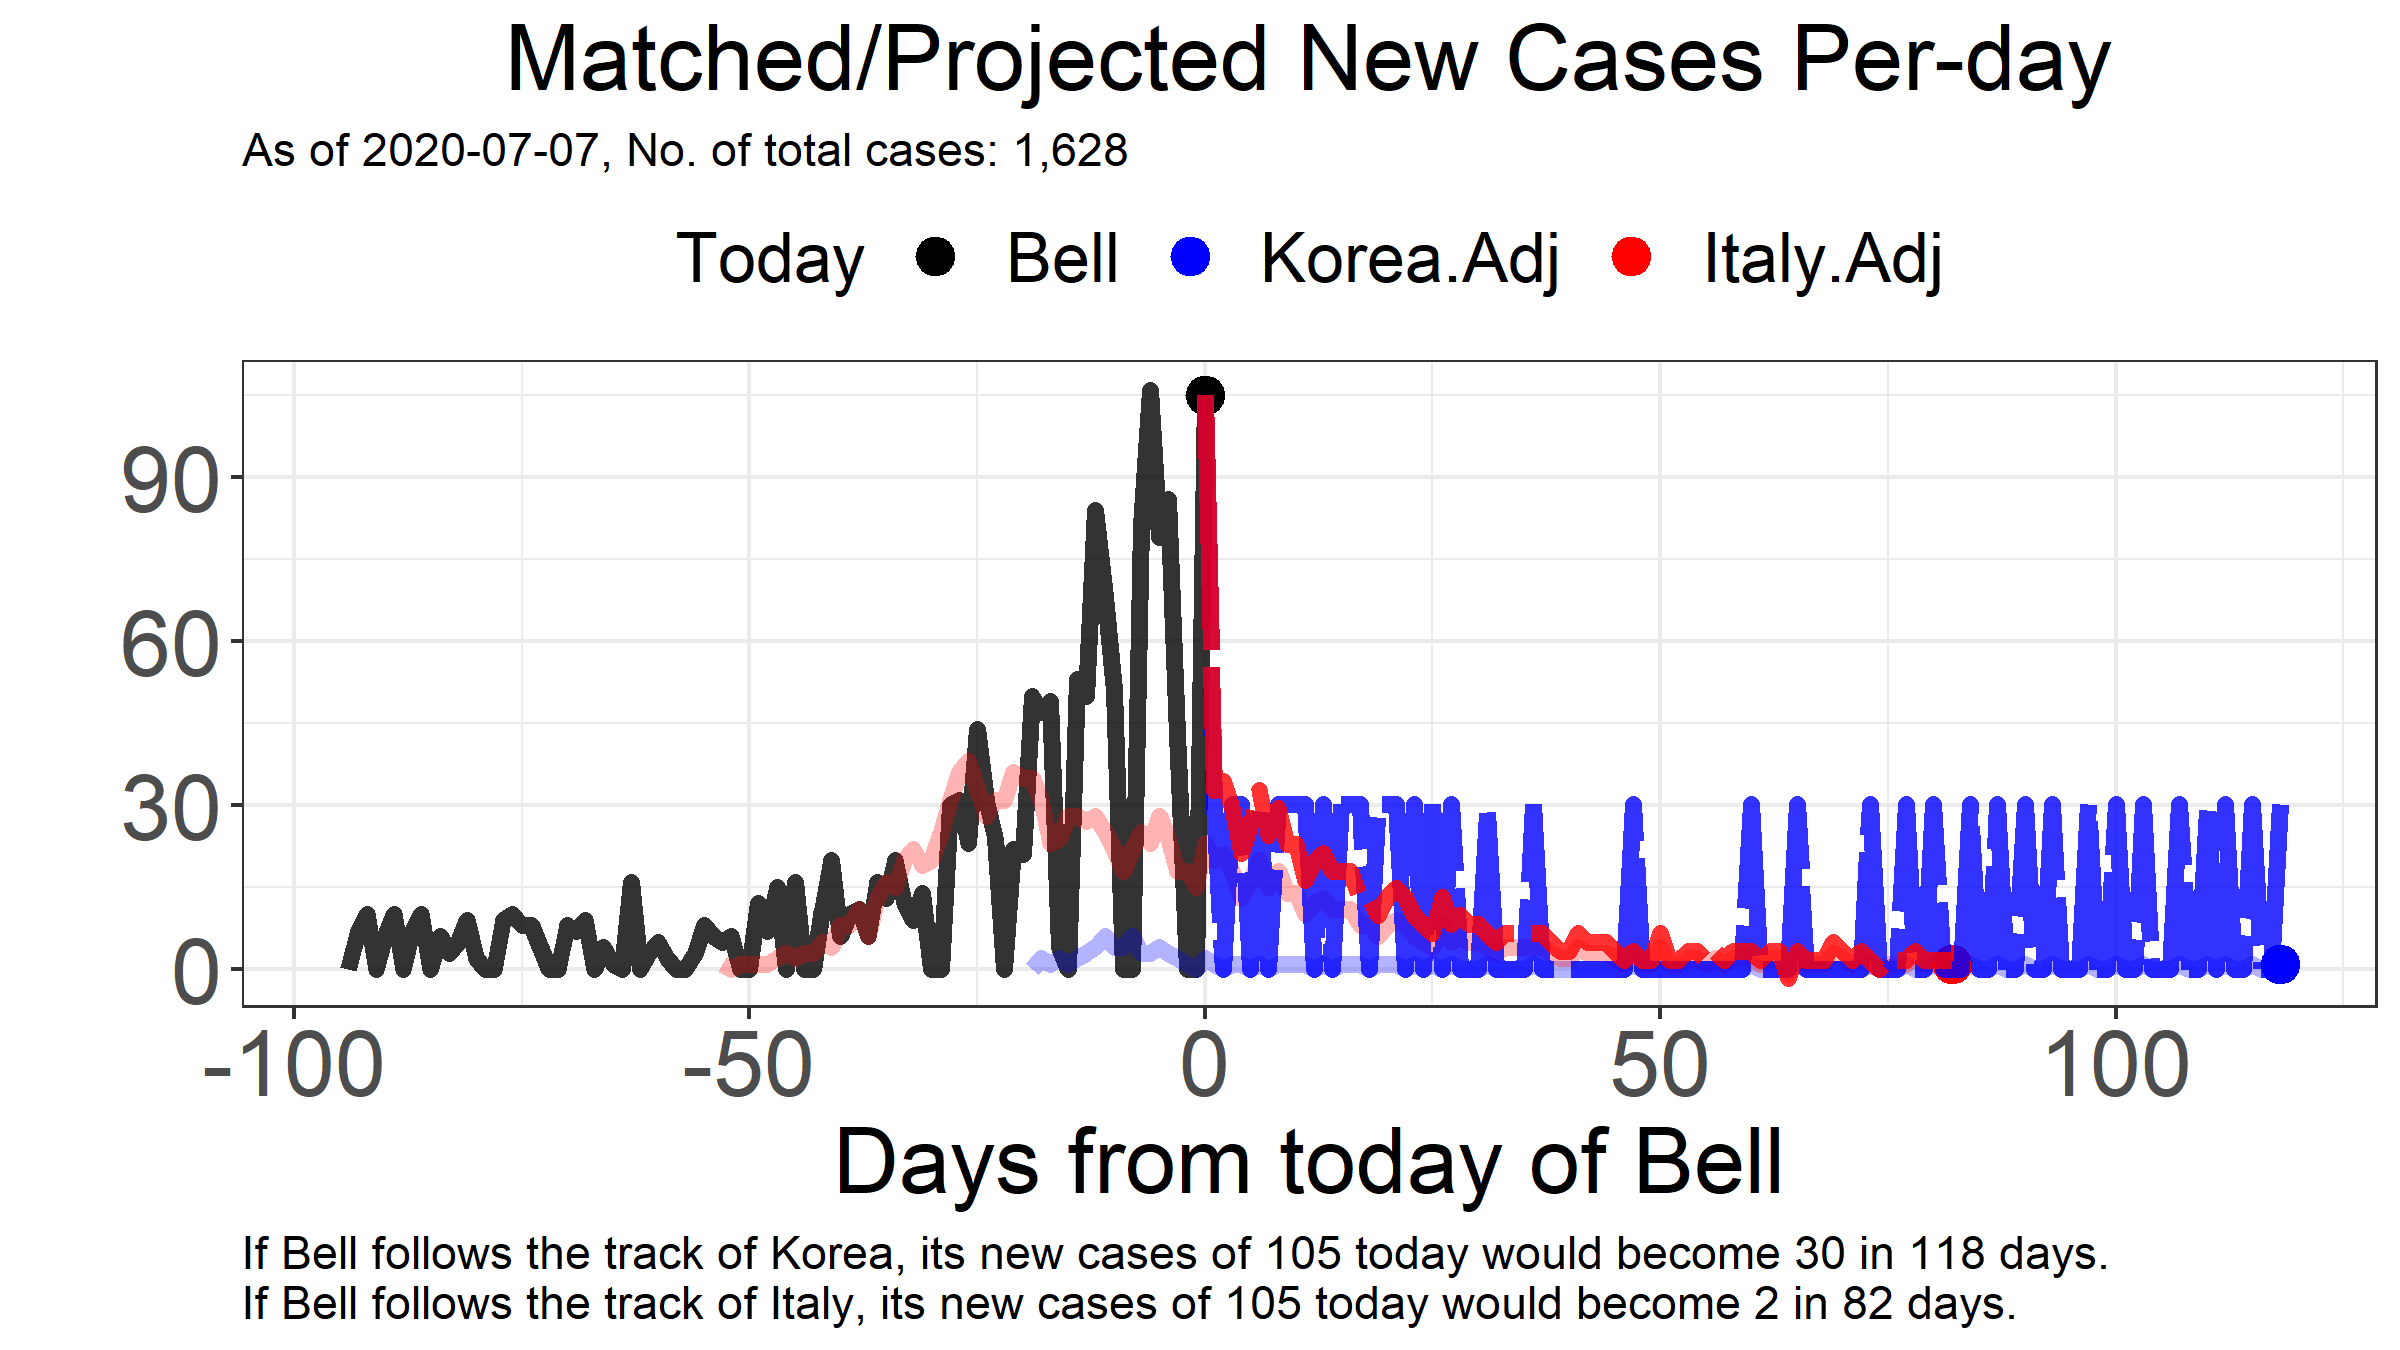 Matched/Projected New Cases Per-day
As of 2020-07-07, No. of total cases: 1,628
Today Bell Korea.Adj Italy.Adj
90
60
30
0
-100 -50 0 50 100
Days from today of Bell
If Bell follows the track of Korea, its new cases of 105 today would become 30 in 118 days.
If Bell follows the track of Italy, its new cases of 105 today would become 2 in 82 days.